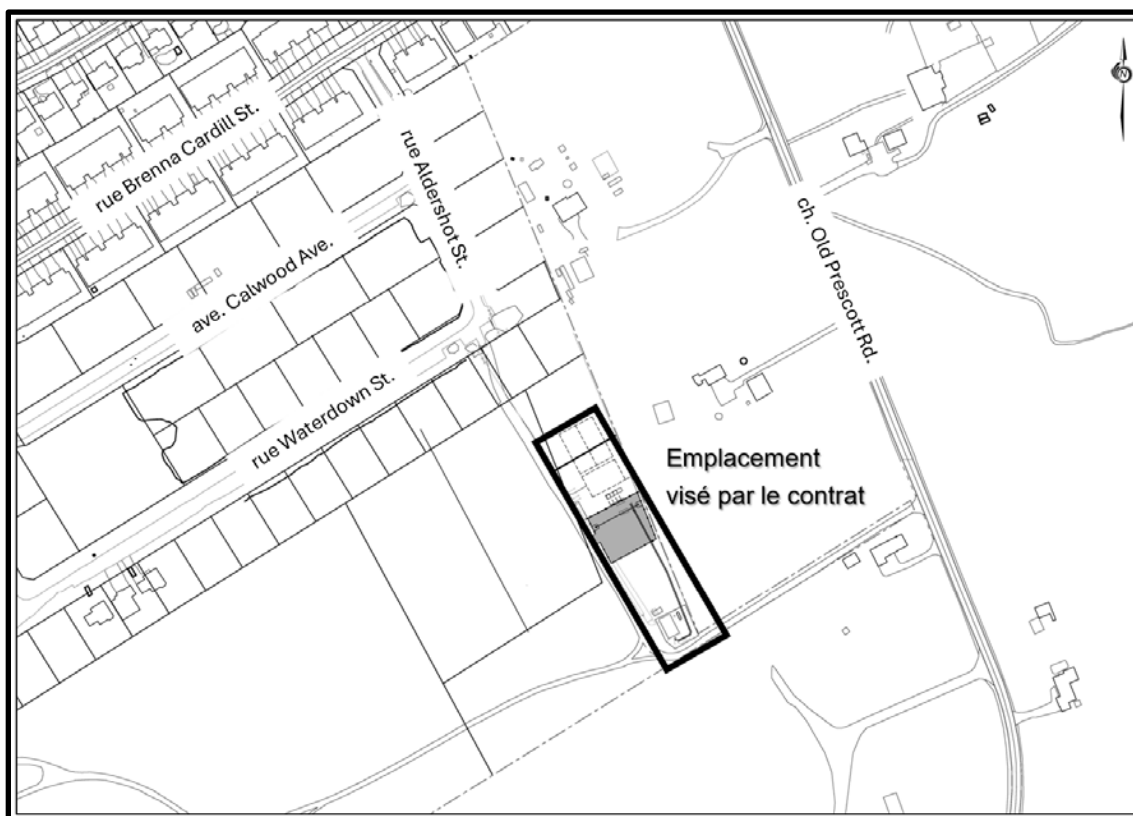 rue Brenna Cardill St.
rue Aldershot St.
ave. Calwood Ave.
rue Waterdown St.
ch. Old Prescott Rd.
N
Emplacement
visé par le contrat